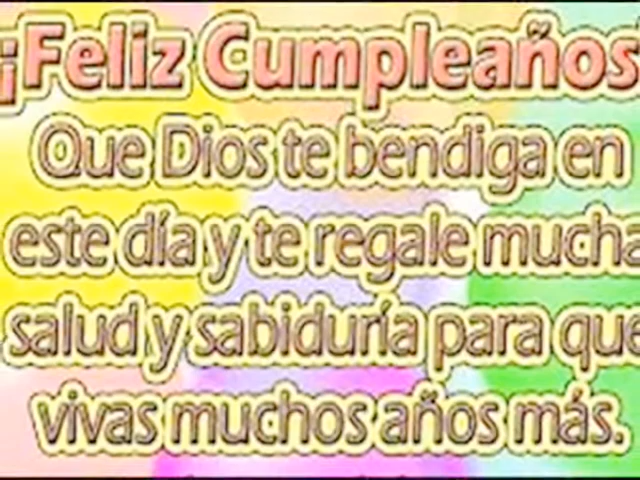 ¡Feliz Cumpleaños
Que Dios te bendiga en
este día y te regale mucha
salud y sabiduría para que
vivas muchos años más.